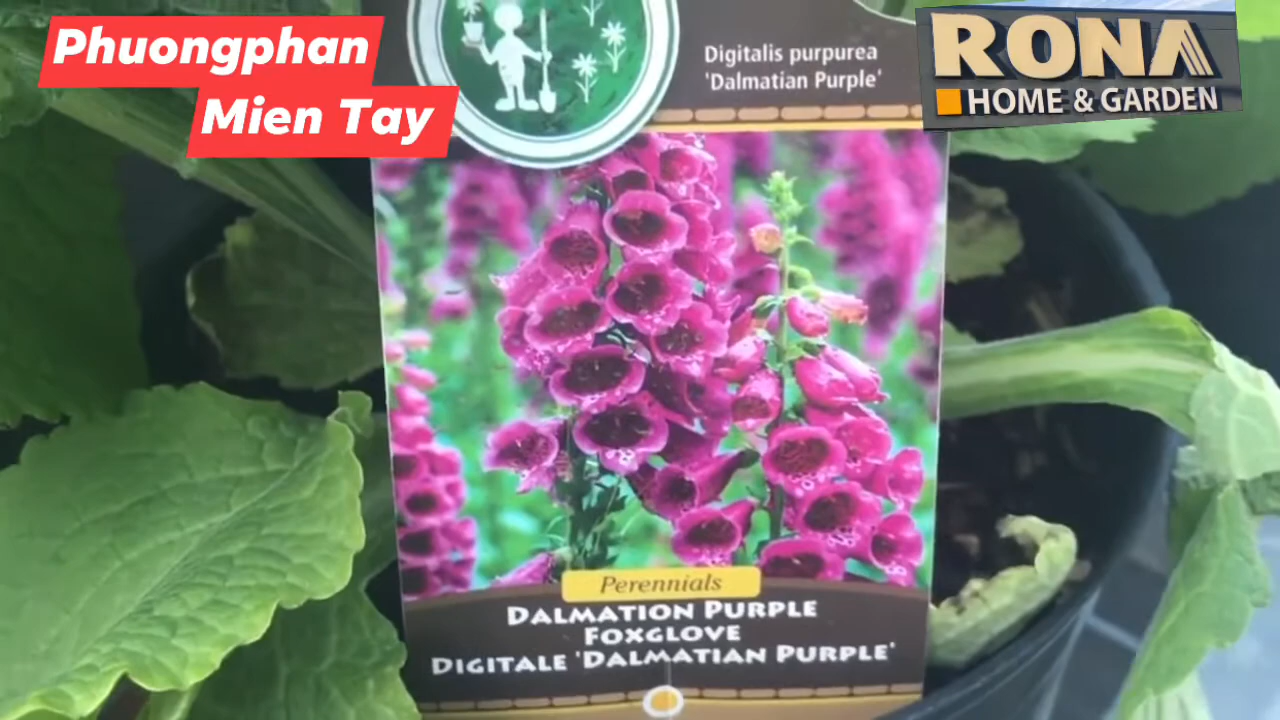 Phuongphan
Mien Tay
Digitalis purpurea
'Dalmatian Purple'
RONA
HOME & GARDEN
Perennials
DALMATION PURPLE
FOXGLOVE
DIGITALE 'DALMATIAN PURPLE'